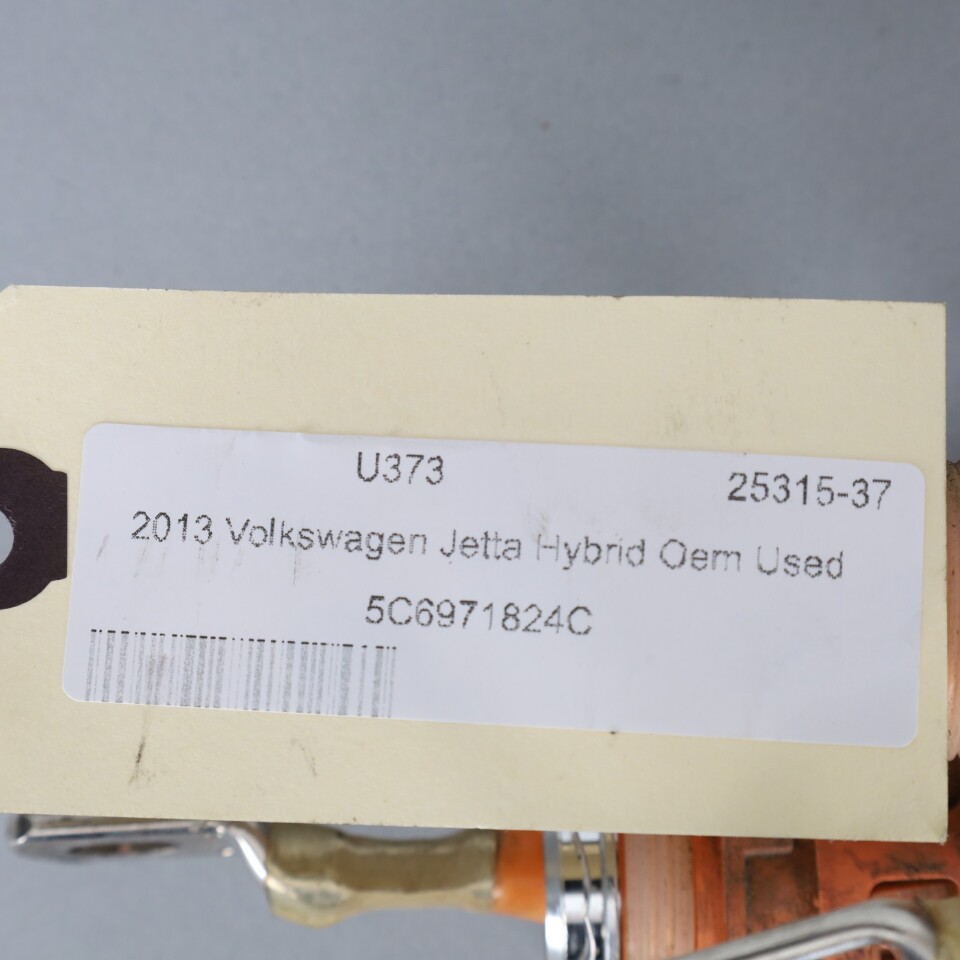 U373 25315-37
2013 Volkswagen Jetta Hybrid Oem Used
5C6971824C